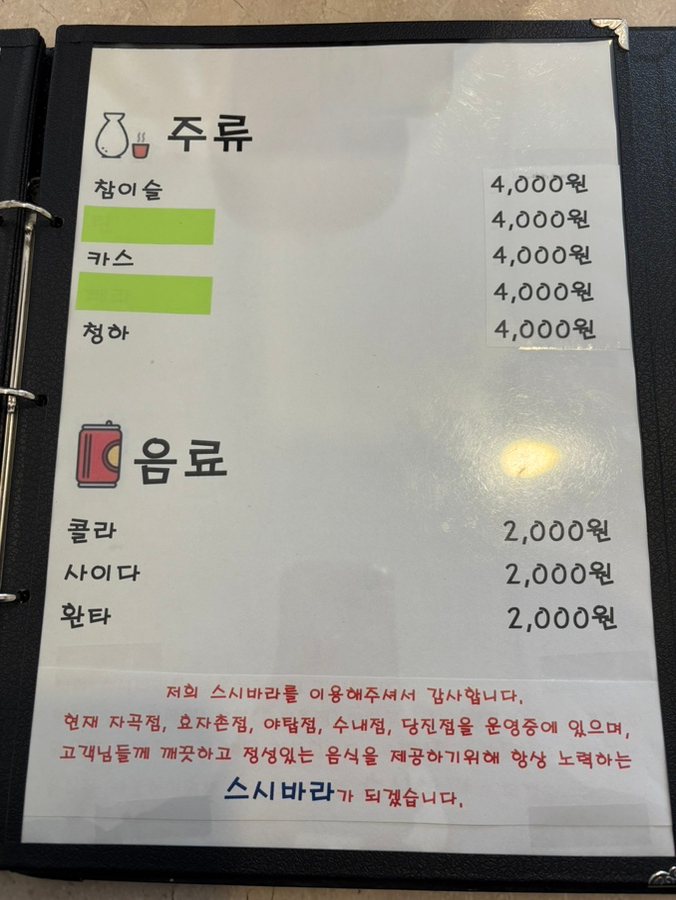 주류
참이슬 4,000원
4,000원
카스 4,000원
4,000원
청하 4,000원
음료
콜라 2,000원
사이다 2,000원
환타 2,000원
저희 스시바라를 이용해주셔서 감사합니다.
현재 자곡점, 효자촌점, 야탑점, 수내점, 당진점을 운영중에 있으며,
고객님들께 깨끗하고 정성있는 음식을 제공하기위해 항상 노력하는
스시바라가 되겠습니다.